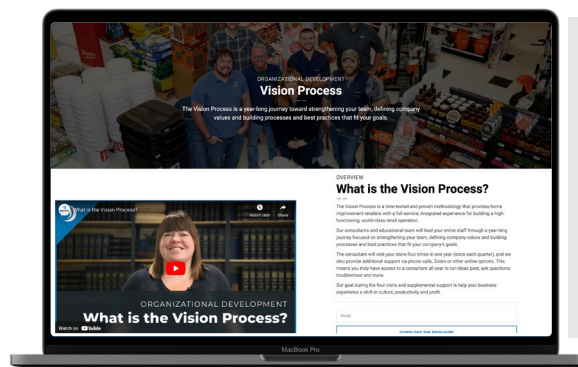 ORGANIZATIONAL DEVELOPMENT
Vision Process
The Vision Process is a year-long journey toward strengthening your team, defining company
values and building processes and best practices that fit your goals.
OVERVIEW
What is the Vision Process?
The Vision Process is a time-tested and proven methodology that provides home
improvement retailers with a full-service, integrated experience for building a high-
functioning, world-class retail operation.
Our consultants and educational team will lead your entire staff through a year-long
journey focused on strengthening your team, defining company values and building
processes and best practices that fit your company's goals.
The consultant will visit your store four times in one year (once each quarter), and we
also provide additional support via phone calls, Zoom or other online options. This
means you truly have access to a consultant all year to run ideas past, ask questions,
troubleshoot and more.
Our goal during the four visits and supplemental support is to help your business
experience a shift in culture, productivity and profit.
Email
DOWNLOAD THE BROCHURE
What is the Vision Process?
Watch later
Share
ORGANIZATIONAL DEVELOPMENT
What is the Vision Process?
Watch on YouTube
MacBook Pro